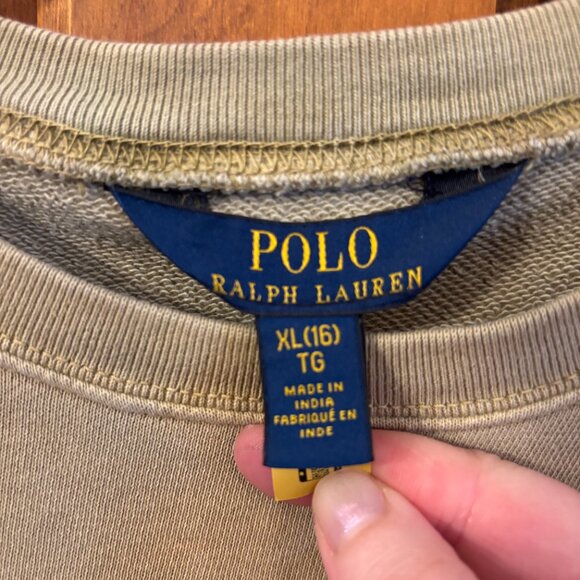 POLO
RALPH LAUREN
XL(16)
TG
MADE IN
INDIA
FABRIQUÉ EN
INDE